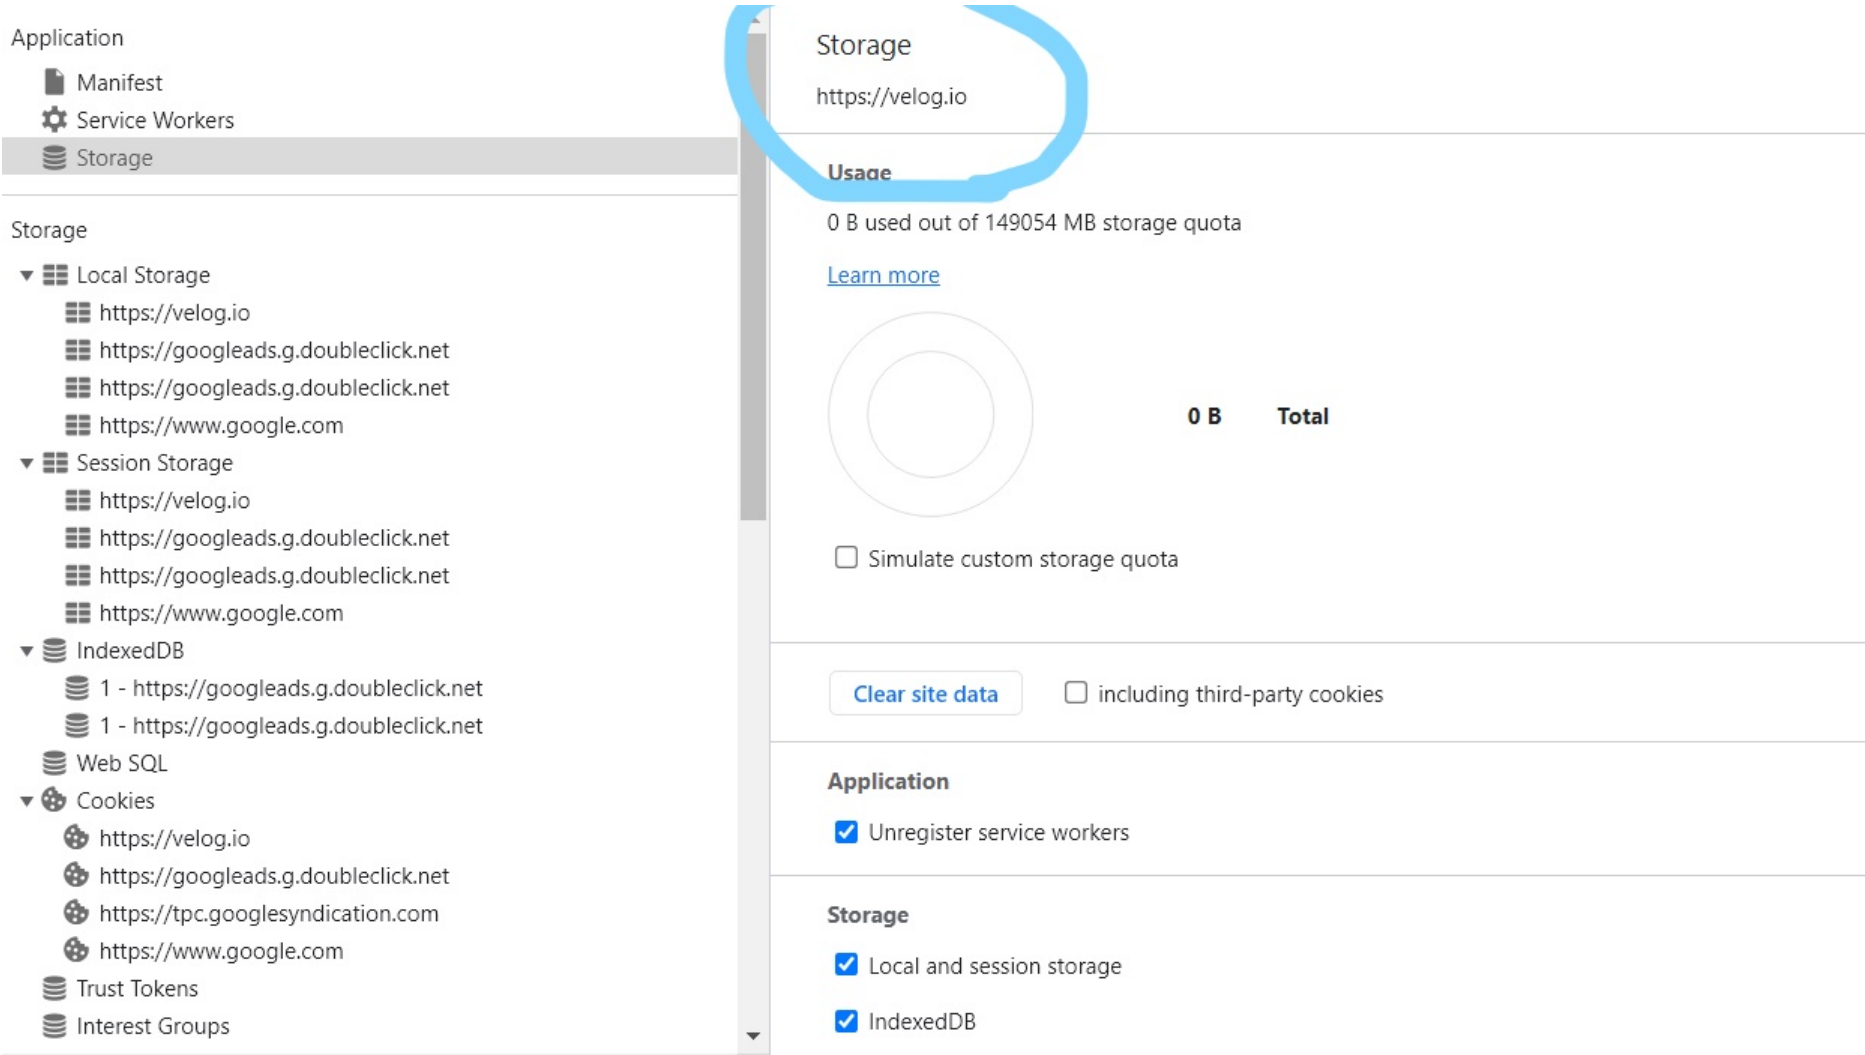 Application
Manifest
Service Workers
Storage
Storage
Local Storage
https://velog.io
https://googleads.g.doubleclick.net
https://googleads.g.doubleclick.net
https://www.google.com
Session Storage
https://velog.io
https://googleads.g.doubleclick.net
https://googleads.g.doubleclick.net
https://www.google.com
IndexedDB
1 - https://googleads.g.doubleclick.net
1 - https://googleads.g.doubleclick.net
Web SQL
Cookies
https://velog.io
https://googleads.g.doubleclick.net
https://tpc.googlesyndication.com
https://www.google.com
Trust Tokens
Interest Groups
Storage
https://velog.io
Usage
0 B used out of 149054 MB storage quota
Learn more
0 B Total
Simulate custom storage quota
Clear site data including third-party cookies
Application
Unregister service workers
Storage
Local and session storage
IndexedDB